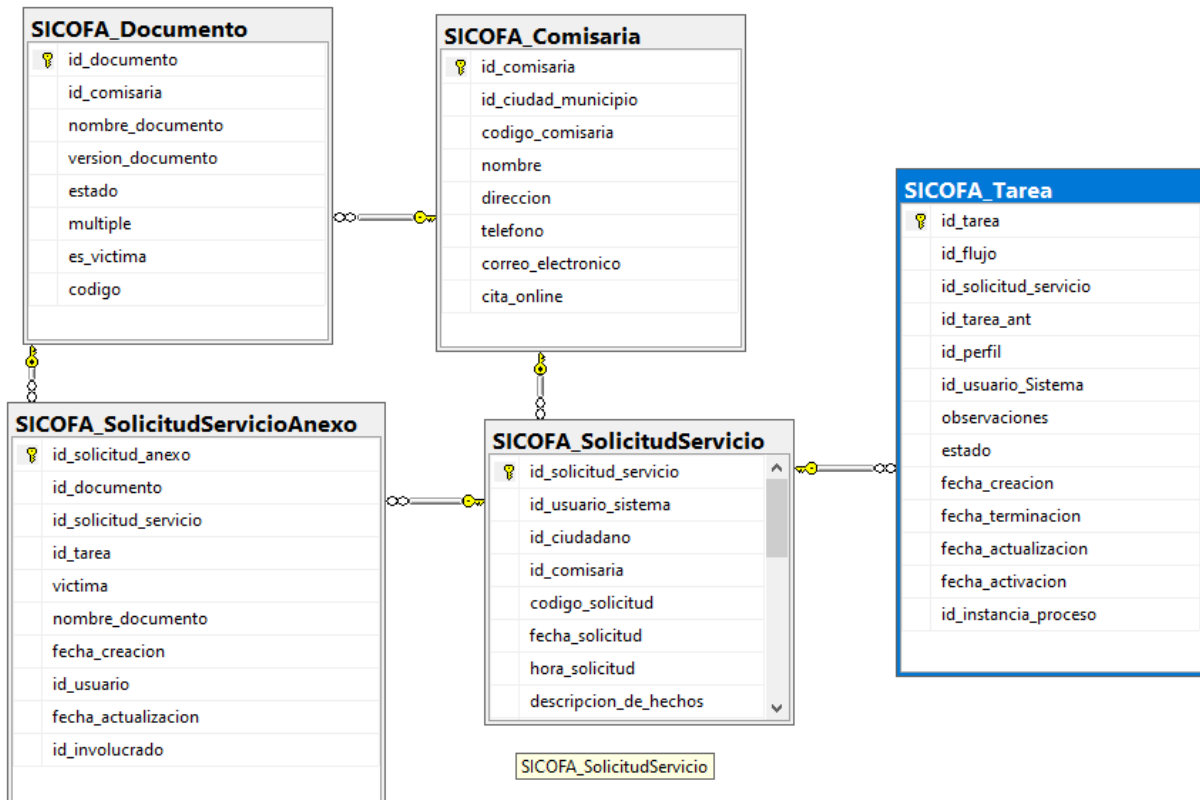 SICOFA_Documento
id_documento
id_comisaria
nombre_documento
version_documento
estado
multiple
es_victima
codigo
SICOFA_Comisaria
id_comisaria
id_ciudad_municipio
codigo_comisaria
nombre
direccion
telefono
correo_electronico
cita_online
SICOFA_Tarea
id_tarea
id_flujo
id_solicitud_servicio
id_tarea_ant
id_perfil
id_usuario_Sistema
observaciones
estado
fecha_creacion
fecha_terminacion
fecha_actualizacion
fecha_activacion
id_instancia_proceso
SICOFA_SolicitudServicioAnexo
id_solicitud_anexo
id_documento
id_solicitud_servicio
id_tarea
victima
nombre_documento
fecha_creacion
id_usuario
fecha_actualizacion
id_involucrado
SICOFA_SolicitudServicio
id_solicitud_servicio
id_usuario_sistema
id_ciudadano
id_comisaria
codigo_solicitud
fecha_solicitud
hora_solicitud
descripcion_de_hechos
SICOFA_SolicitudServicio